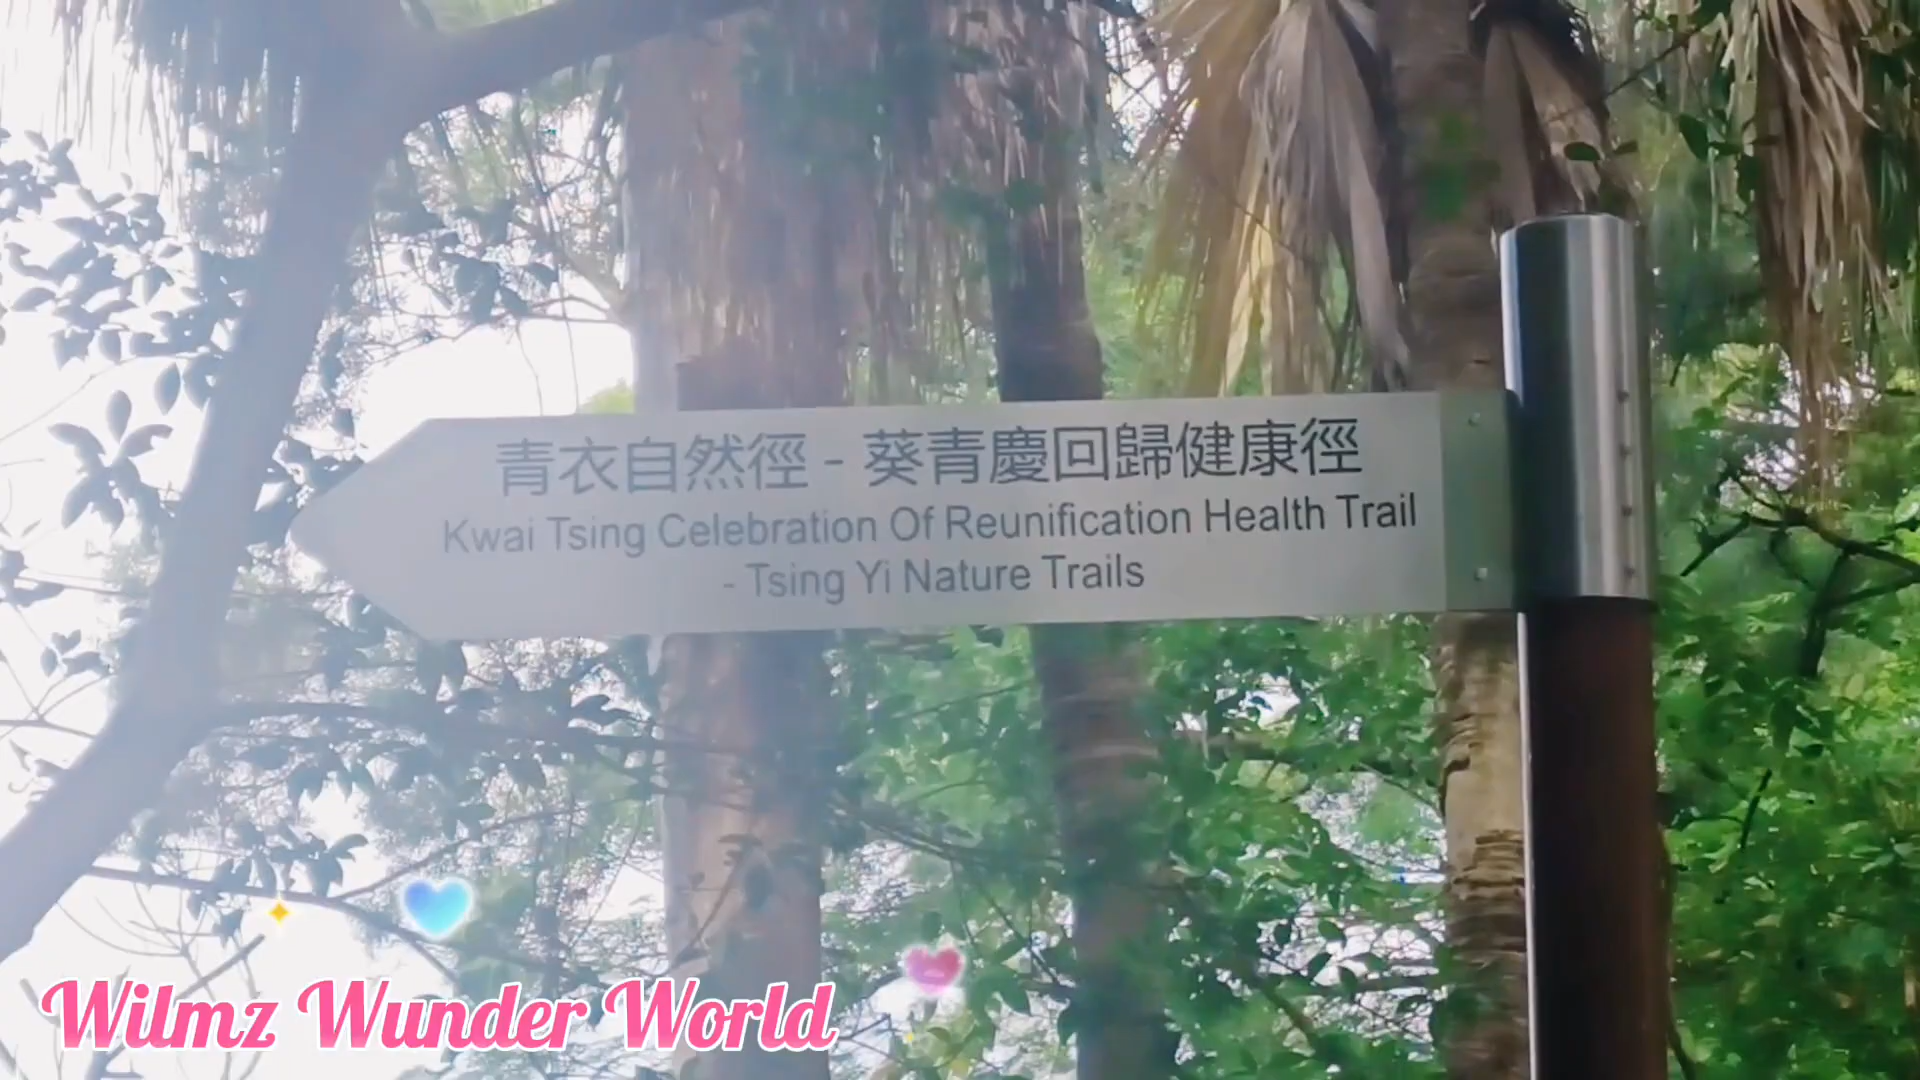 青衣自然徑 - 葵青慶回歸健康徑
Kwai Tsing Celebration Of Reunification Health Trail
- Tsing Yi Nature Trails
Wilmz Wunder World